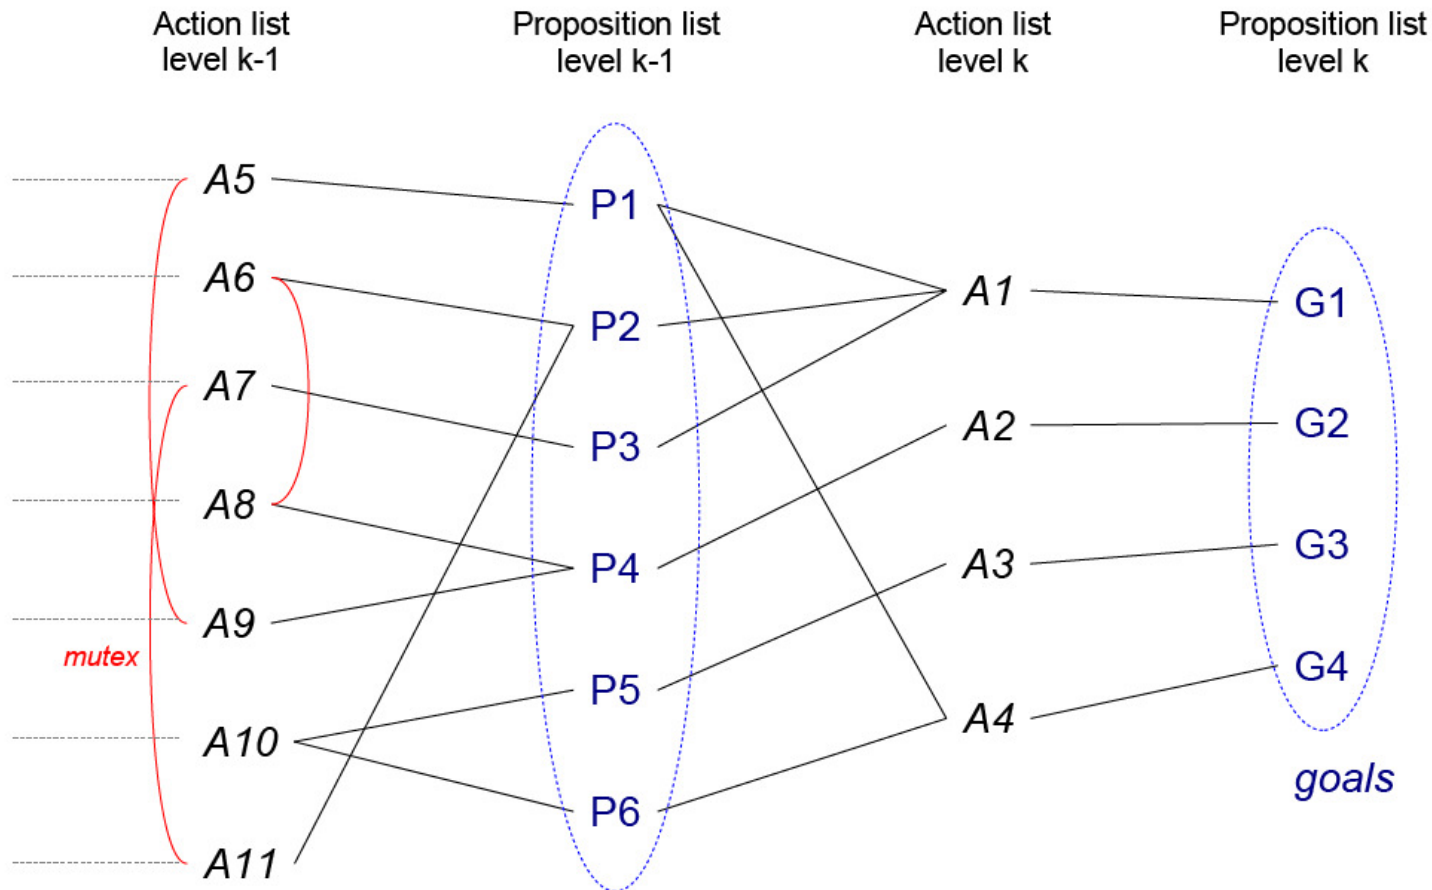 Action list
level k-1
Proposition list
level k-1
Action list
level k
Proposition list
level k
A5
A6
A7
A8
A9
mutex
A10
A11
P1
P2
P3
P4
P5
P6
A1
A2
A3
A4
G1
G2
G3
G4
goals